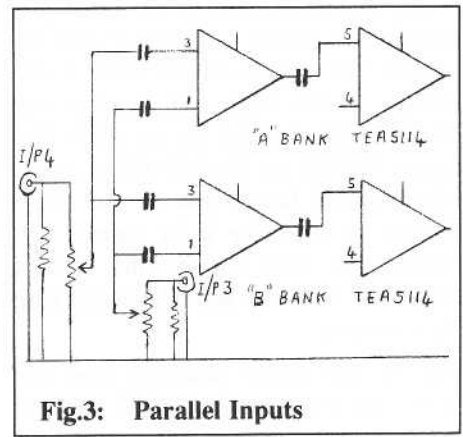 3
5
1
4
"A" BANK TEA5114
I/P4
3
5
1
4
I/P3 "B" BANK TEA5114
Fig.3: Parallel Inputs